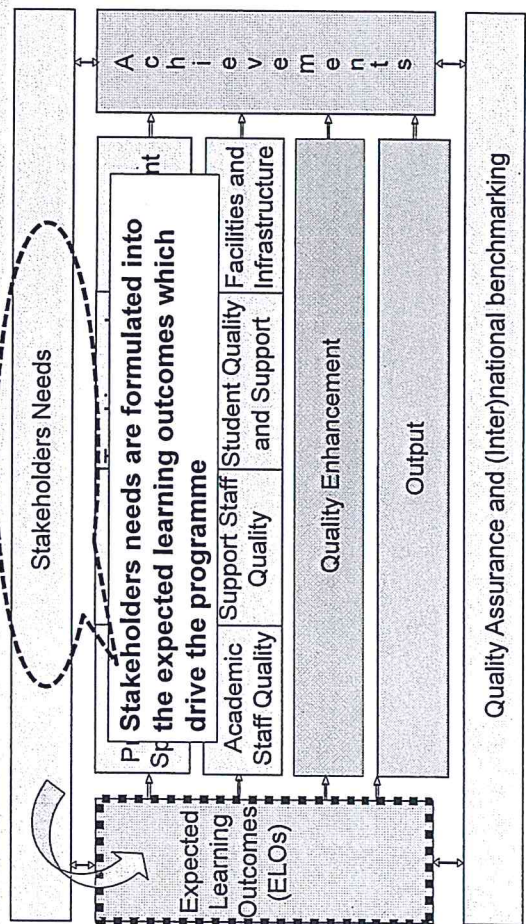 Stakeholders Needs
Stakeholders needs are formulated into
the expected learning outcomes which
drive the programme
Expected
Learning
Outcomes
(ELOs)
Academic
Staff Quality
Support Staff
Quality
Student Quality
and Support
Facilities and
Infrastructure
Quality Enhancement
Output
Achievements
Quality Assurance and (Inter)national benchmarking